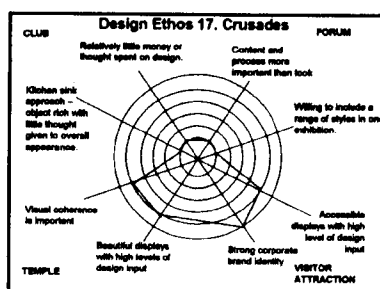 Design Ethos 17. Crusades
CLUB
FORUM
Relatively little money or
thought spent on design.
Content and
process more
important than look
Kitchen sink
approach –
object rich with
little thought
given to overall
appearance.
Willing to include a
range of styles in one
exhibition.
Visual coherence
is important
Accessible
displays with high
level of design
input
Beautiful displays
with high levels of
design input
Strong corporate
brand identity
TEMPLE
VISITOR
ATTRACTION